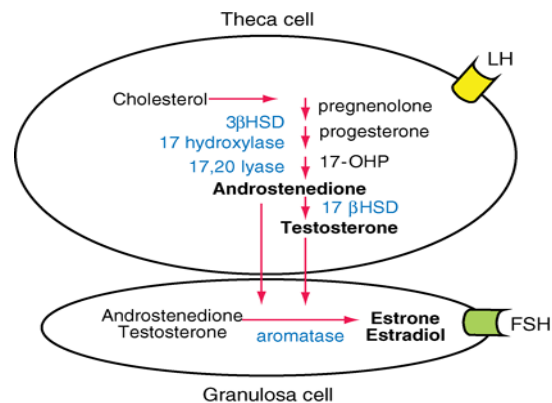 Theca cell
LH
Cholesterol
pregnenolone
3βHSD
progesterone
17 hydroxylase
17,20 lyase
17-OHP
Androstenedione
17 βHSD
Testosterone
Androstenedione
Testosterone
aromatase
Estrone
Estradiol
FSH
Granulosa cell